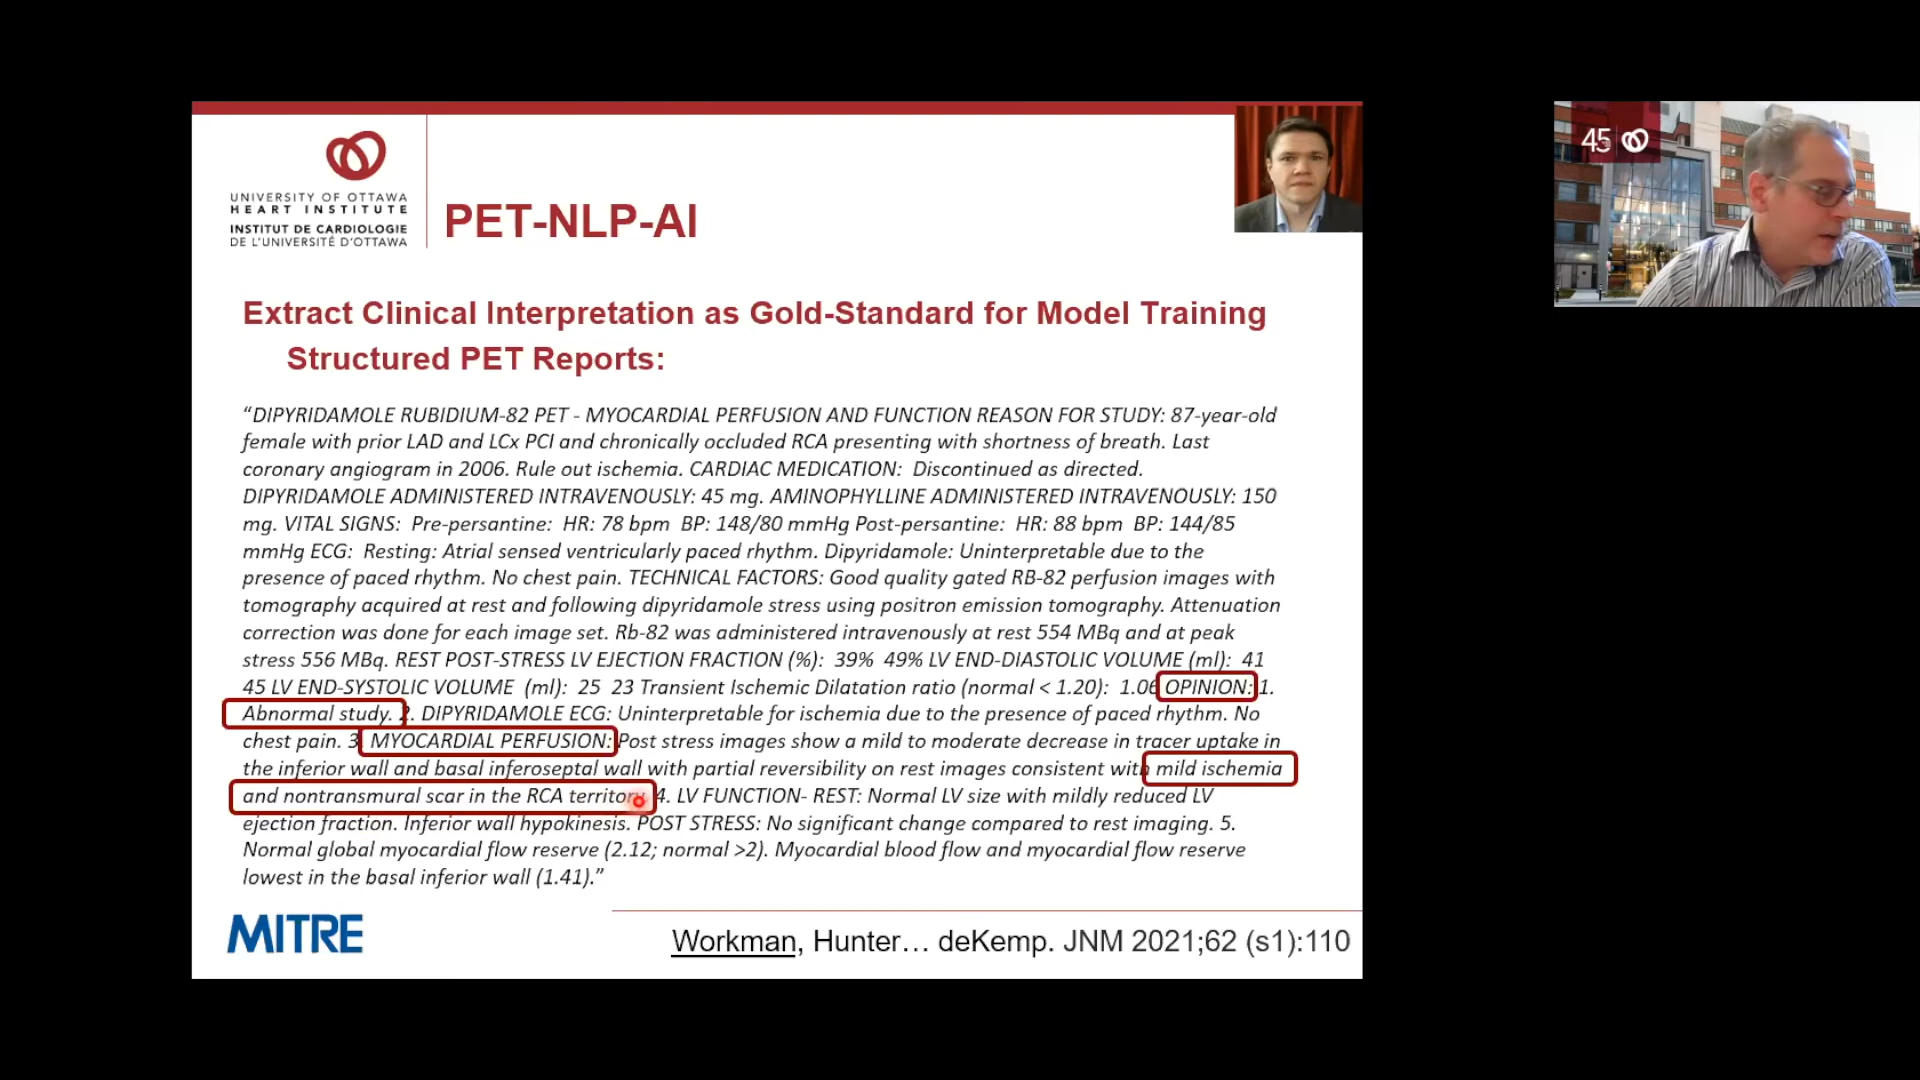 UNIVERSITY OF OTTAWA
HEART INSTITUTE
INSTITUT DE CARDIOLOGIE
DE L'UNIVERSITÉ D'OTTAWA
PET-NLP-AI
45
Extract Clinical Interpretation as Gold-Standard for Model Training
Structured PET Reports:
“DIPYRIDAMOLE RUBIDIUM-82 PET - MYOCARDIAL PERFUSION AND FUNCTION REASON FOR STUDY: 87-year-old
female with prior LAD and LCx PCI and chronically occluded RCA presenting with shortness of breath. Last
coronary angiogram in 2006. Rule out ischemia. CARDIAC MEDICATION: Discontinued as directed.
DIPYRIDAMOLE ADMINISTERED INTRAVENOUSLY: 45 mg. AMINOPHYLLINE ADMINISTERED INTRAVENOUSLY: 150
mg. VITAL SIGNS: Pre-persantine: HR: 78 bpm BP: 148/80 mmHg Post-persantine: HR: 88 bpm BP: 144/85
mmHg ECG: Resting: Atrial sensed ventricularly paced rhythm. Dipyridamole: Uninterpretable due to the
presence of paced rhythm. No chest pain. TECHNICAL FACTORS: Good quality gated RB-82 perfusion images with
tomography acquired at rest and following dipyridamole stress using positron emission tomography. Attenuation
correction was done for each image set. Rb-82 was administered intravenously at rest 554 MBq and at peak
stress 556 MBq. REST POST-STRESS LV EJECTION FRACTION (%): 39% 49% LV END-DIASTOLIC VOLUME (ml): 41
45 LV END-SYSTOLIC VOLUME (ml): 25 23 Transient Ischemic Dilatation ratio (normal < 1.20): 1.06 OPINION: 1.
Abnormal study. 2. DIPYRIDAMOLE ECG: Uninterpretable for ischemia due to the presence of paced rhythm. No
chest pain. 3. MYOCARDIAL PERFUSION: Post stress images show a mild to moderate decrease in tracer uptake in
the inferior wall and basal inferoseptal wall with partial reversibility on rest images consistent with mild ischemia
and nontransmural scar in the RCA territory. 4. LV FUNCTION- REST: Normal LV size with mildly reduced LV
ejection fraction. Inferior wall hypokinesis. POST STRESS: No significant change compared to rest imaging. 5.
Normal global myocardial flow reserve (2.12; normal >2). Myocardial blood flow and myocardial flow reserve
lowest in the basal inferior wall (1.41).”
MITRE
Workman, Hunter… deKemp. JNM 2021;62 (s1):110